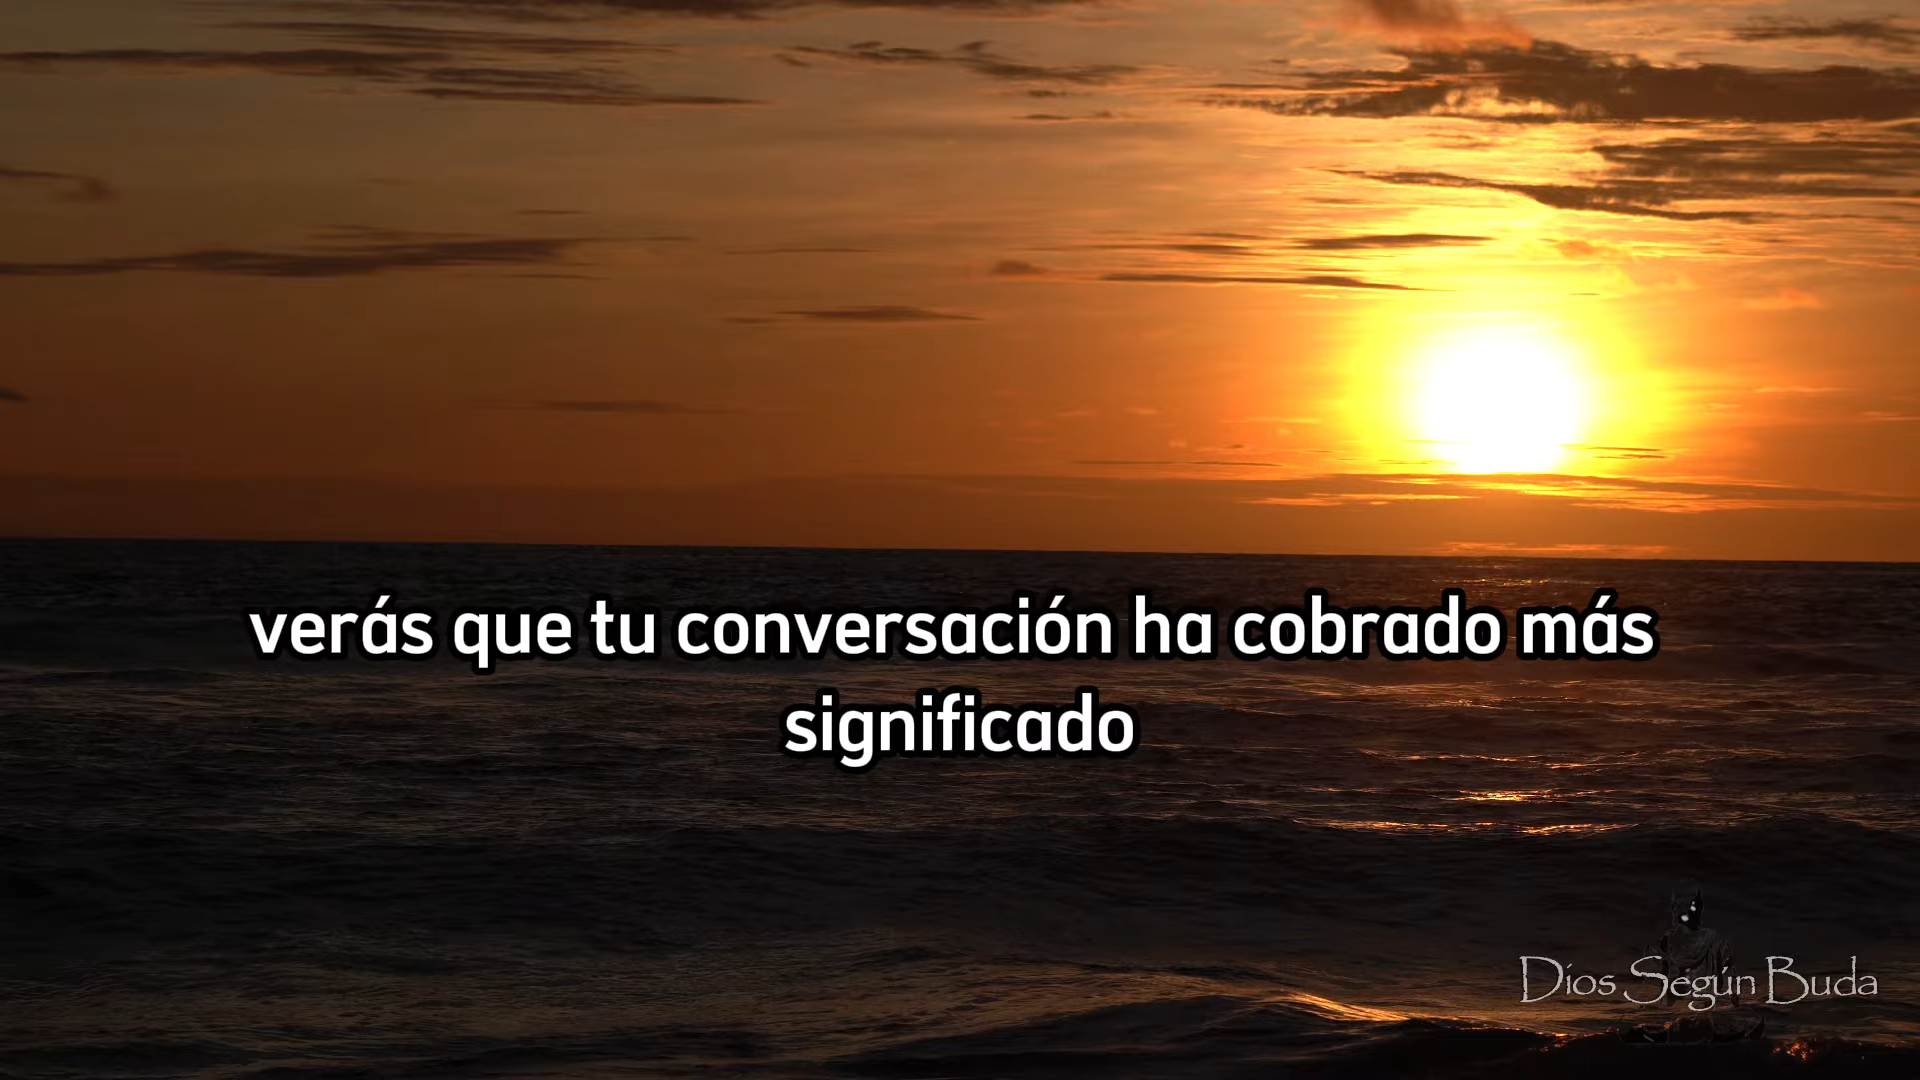 verás que tu conversación ha cobrado más
significado
Dios Según Buda